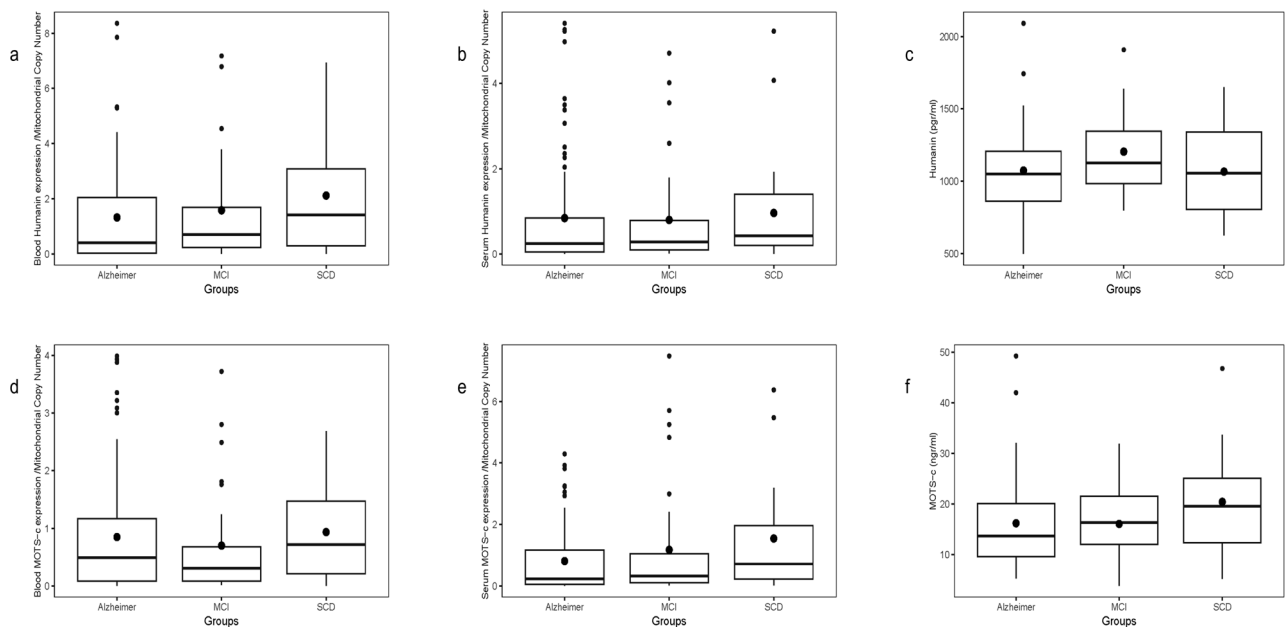 a
Blood Humanin expression /Mitochondrial Copy Number
8
6
4
2
0
Alzheimer
MCI
SCD
Groups
b
Serum Humanin expression /Mitochondrial Copy Number
4
2
0
Alzheimer
MCI
SCD
Groups
c
Humanin (pgr/ml)
2000
1500
1000
500
Alzheimer
MCI
SCD
Groups
d
Blood MOTS-c expression /Mitochondrial Copy Number
4
3
2
1
0
Alzheimer
MCI
SCD
Groups
e
Serum MOTS-c expression /Mitochondrial Copy Number
6
4
2
0
Alzheimer
MCI
SCD
Groups
f
MOTS-c (ngr/ml)
50
40
30
20
10
Alzheimer
MCI
SCD
Groups